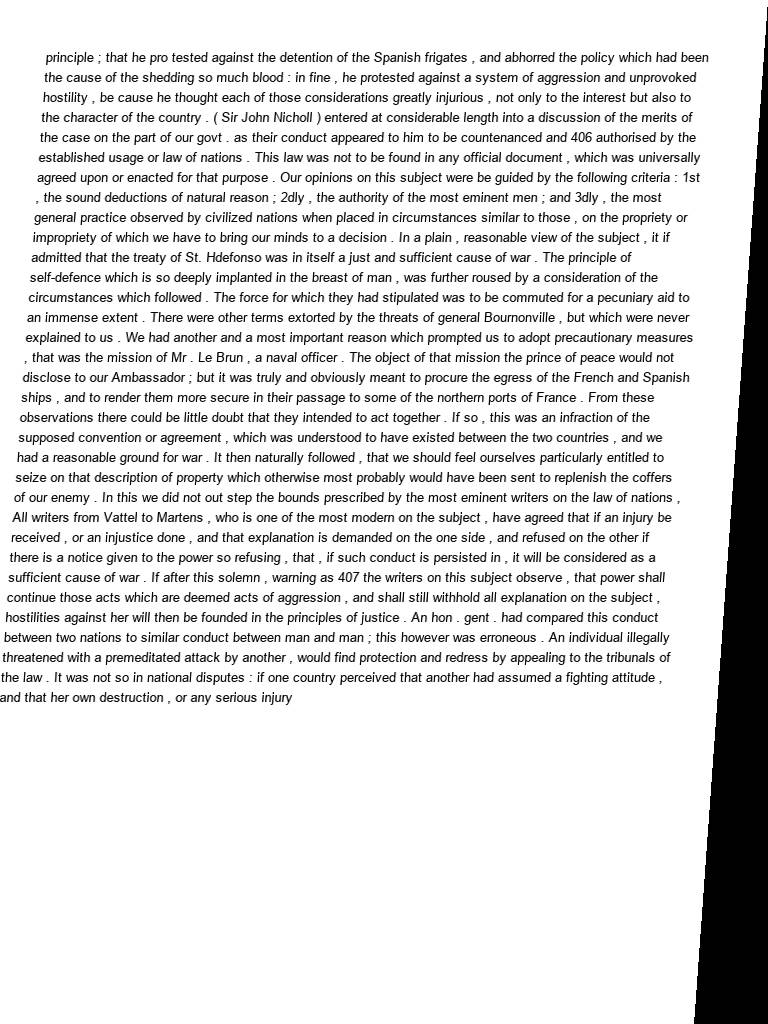 principle ; that he pro tested against the detention of the Spanish frigates , and abhorred the policy which had been
the cause of the shedding so much blood : in fine , he protested against a system of aggression and unprovoked
hostility , be cause he thought each of those considerations greatly injurious , not only to the interest but also to
the character of the country . ( Sir John Nicholl ) entered at considerable length into a discussion of the merits of
the case on the part of our govt . as their conduct appeared to him to be countenanced and 406 authorised by the
established usage or law of nations . This law was not to be found in any official document , which was universally
agreed upon or enacted for that purpose . Our opinions on this subject were be guided by the following criteria : 1st
, the sound deductions of natural reason ; 2dly , the authority of the most eminent men ; and 3dly , the most
general practice observed by civilized nations when placed in circumstances similar to those , on the propriety or
impropriety of which we have to bring our minds to a decision . In a plain , reasonable view of the subject , it if
admitted that the treaty of St. Hdefonso was in itself a just and sufficient cause of war . The principle of
self-defence which is so deeply implanted in the breast of man , was further roused by a consideration of the
circumstances which followed . The force for which they had stipulated was to be commuted for a pecuniary aid to
an immense extent . There were other terms extorted by the threats of general Bournonville , but which were never
explained to us . We had another and a most important reason which prompted us to adopt precautionary measures
, that was the mission of Mr . Le Brun , a naval officer . The object of that mission the prince of peace would not
disclose to our Ambassador ; but it was truly and obviously meant to procure the egress of the French and Spanish
ships , and to render them more secure in their passage to some of the northern ports of France . From these
observations there could be little doubt that they intended to act together . If so , this was an infraction of the
supposed convention or agreement , which was understood to have existed between the two countries , and we
had a reasonable ground for war . It then naturally followed , that we should feel ourselves particularly entitled to
seize on that description of property which otherwise most probably would have been sent to replenish the coffers
of our enemy . In this we did not out step the bounds prescribed by the most eminent writers on the law of nations ,
All writers from Vattel to Martens , who is one of the most modern on the subject , have agreed that if an injury be
received , or an injustice done , and that explanation is demanded on the one side , and refused on the other if
there is a notice given to the power so refusing , that , if such conduct is persisted in , it will be considered as a
sufficient cause of war . If after this solemn , warning as 407 the writers on this subject observe , that power shall
continue those acts which are deemed acts of aggression , and shall still withhold all explanation on the subject ,
hostilities against her will then be founded in the principles of justice . An hon . gent . had compared this conduct
between two nations to similar conduct between man and man ; this however was erroneous . An individual illegally
threatened with a premeditated attack by another , would find protection and redress by appealing to the tribunals of
the law . It was not so in national disputes : if one country perceived that another had assumed a fighting attitude ,
and that her own destruction , or any serious injury